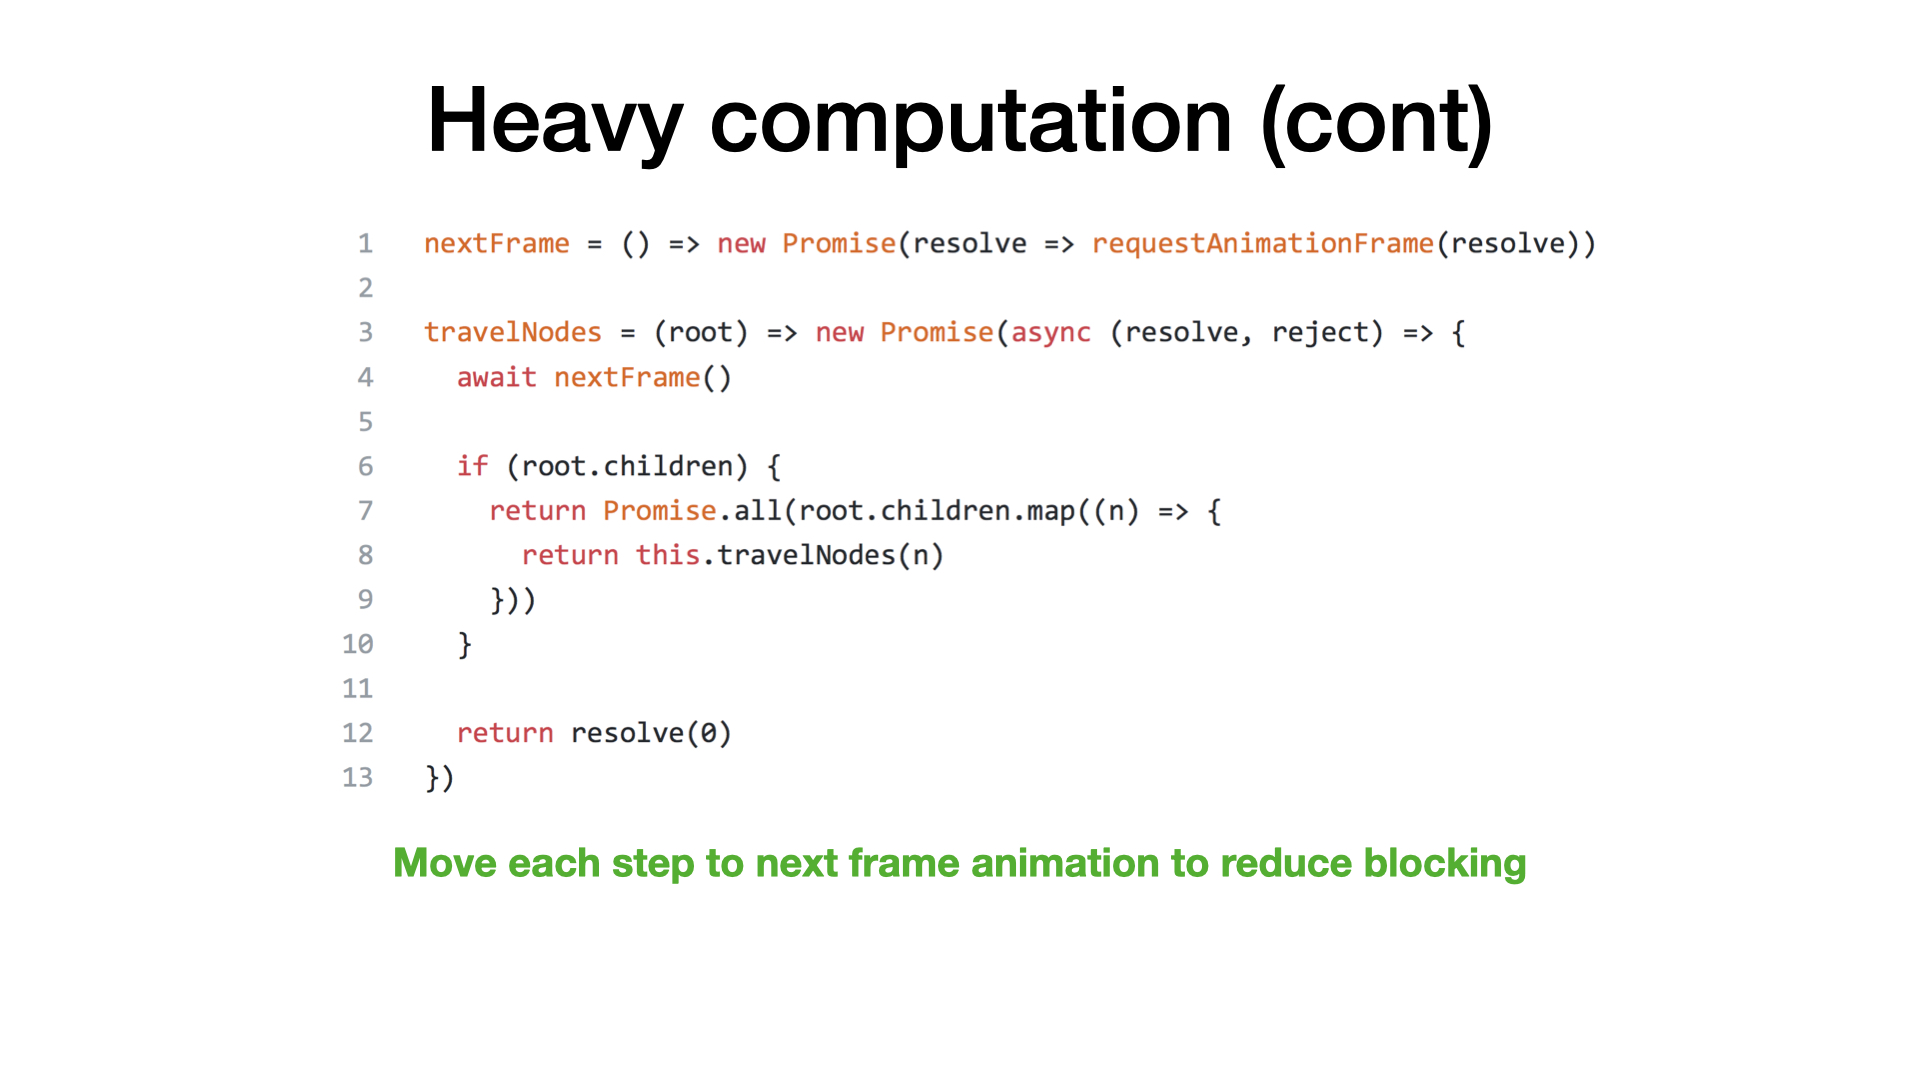 Heavy computation (cont)
1 nextFrame = () => new Promise(resolve => requestAnimationFrame(resolve))
2
3 travelNodes = (root) => new Promise(async (resolve, reject) => {
4   await nextFrame()
5
6   if (root.children) {
7     return Promise.all(root.children.map((n) => {
8       return this.travelNodes(n)
9     }))
10   }
11
12   return resolve(0)
13 })
Move each step to next frame animation to reduce blocking